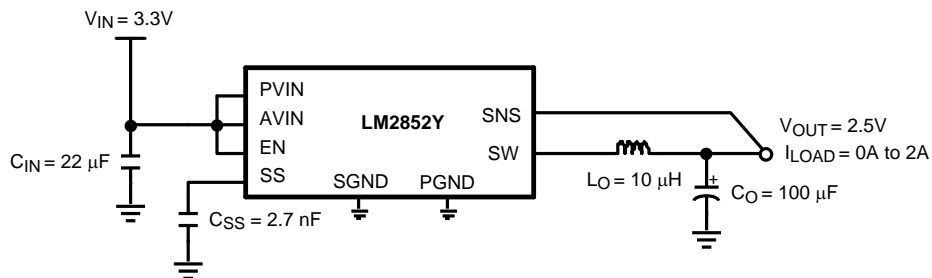 VIN = 3.3V
PVIN
AVIN
EN
SS
LM2852Y
SNS
SW
SGND
PGND
CIN = 22 μF
CSS = 2.7 nF
LO = 10 μH
+
CO = 100 μF
VOUT = 2.5V
ILOAD = 0A to 2A